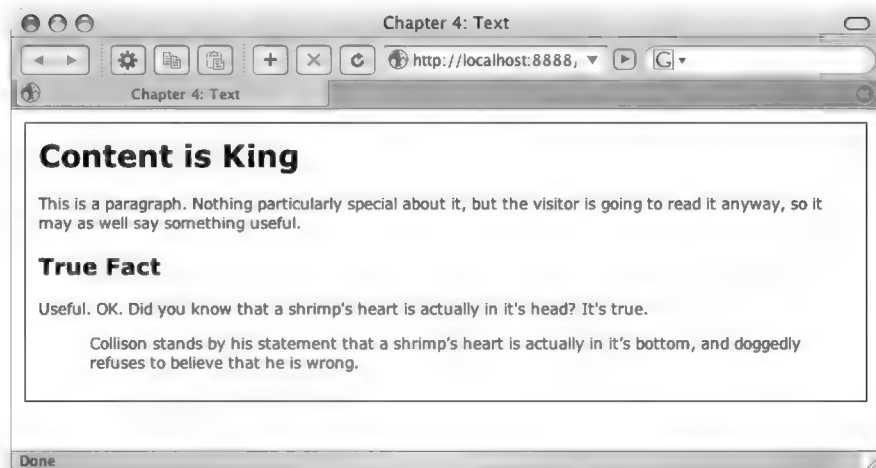 Chapter 4: Text
http://localhost:8888,
G
Chapter 4: Text
Content is King
This is a paragraph. Nothing particularly special about it, but the visitor is going to read it anyway, so it
may as well say something useful.
True Fact
Useful. OK. Did you know that a shrimp's heart is actually in it's head? It's true.
Collison stands by his statement that a shrimp's heart is actually in it's bottom, and doggedly
refuses to believe that he is wrong.
Done